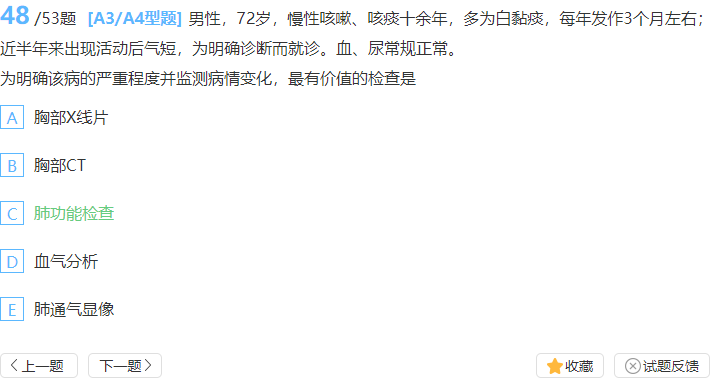 48 /53题 [A3/A4型题] 男性，72岁，慢性咳嗽、咳痰十余年，多为白黏痰，每年发作3个月左右；
近半年来出现活动后气短，为明确诊断而就诊。血、尿常规正常。
为明确该病的严重程度并监测病情变化，最有价值的检查是
A 胸部X线片
B 胸部CT
C 肺功能检查
D 血气分析
E 肺通气显像
上一题 下一题 收藏 试题反馈